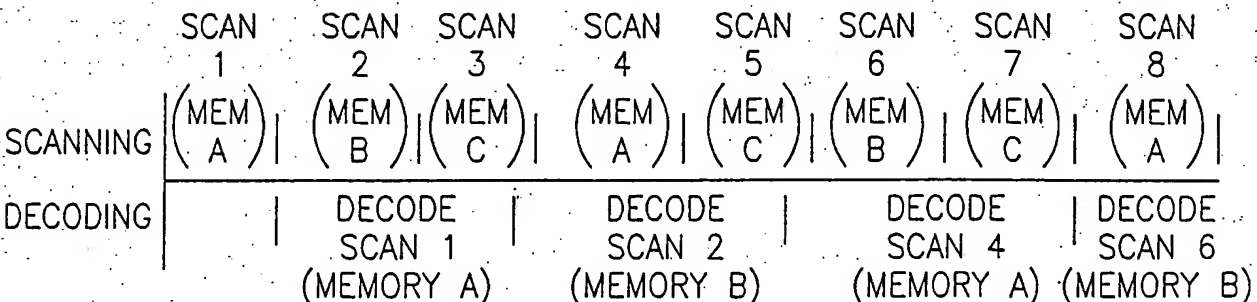 SCAN SCAN SCAN SCAN SCAN SCAN SCAN SCAN
1 2 3 4 5 6 7 8
SCANNING (MEM A) (MEM B) (MEM C) (MEM A) (MEM C) (MEM B) (MEM C) (MEM A)
DECODING DECODE DECODE DECODE DECODE
SCAN 1 SCAN 2 SCAN 4 SCAN 6
(MEMORY A) (MEMORY B) (MEMORY A) (MEMORY B)